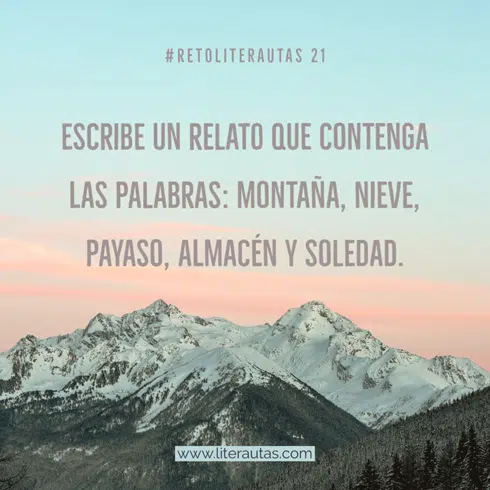 #RETOLITERAUTAS 21
ESCRIBE UN RELATO QUE CONTENGA
LAS PALABRAS: MONTAÑA, NIEVE,
PAYASO, ALMACÉN Y SOLEDAD.
www.literautas.com